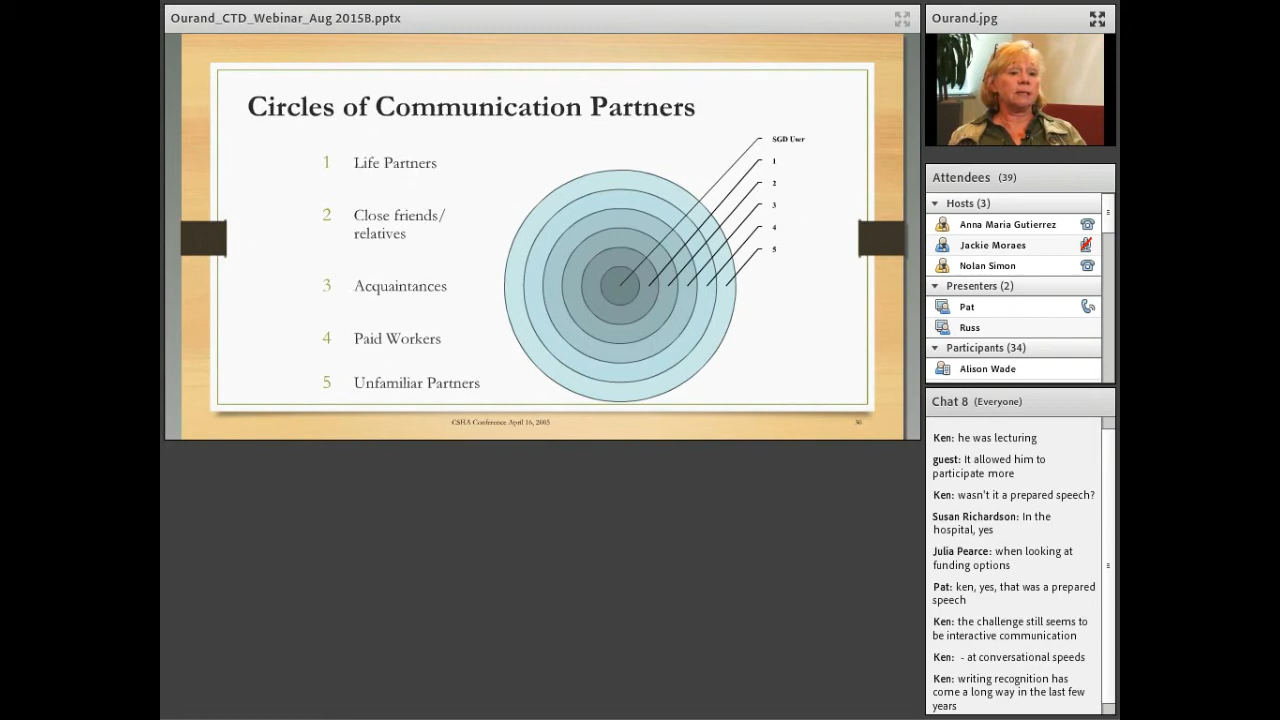 Ourand_CTD_Webinar_Aug 2015B.pptx
Circles of Communication Partners
1 Life Partners
2 Close friends/
relatives
3 Acquaintances
4 Paid Workers
5 Unfamiliar Partners
SGD User
1
2
3
4
5
CSHA Conference April 16, 2005
30
Ourand.jpg
Attendees (39)
Hosts (3)
Anna Maria Gutierrez
Jackie Moraes
Nolan Simon
Presenters (2)
Pat
Russ
Participants (34)
Alison Wade
Chat 8 (Everyone)
Ken: he was lecturing
guest: It allowed him to
participate more
Ken: wasn't it a prepared speech?
Susan Richardson: In the
hospital, yes
Julia Pearce: when looking at
funding options
Pat: ken, yes, that was a prepared
speech
Ken: the challenge still seems to
be interactive communication
Ken: - at conversational speeds
Ken: writing recognition has
come a long way in the last few
years